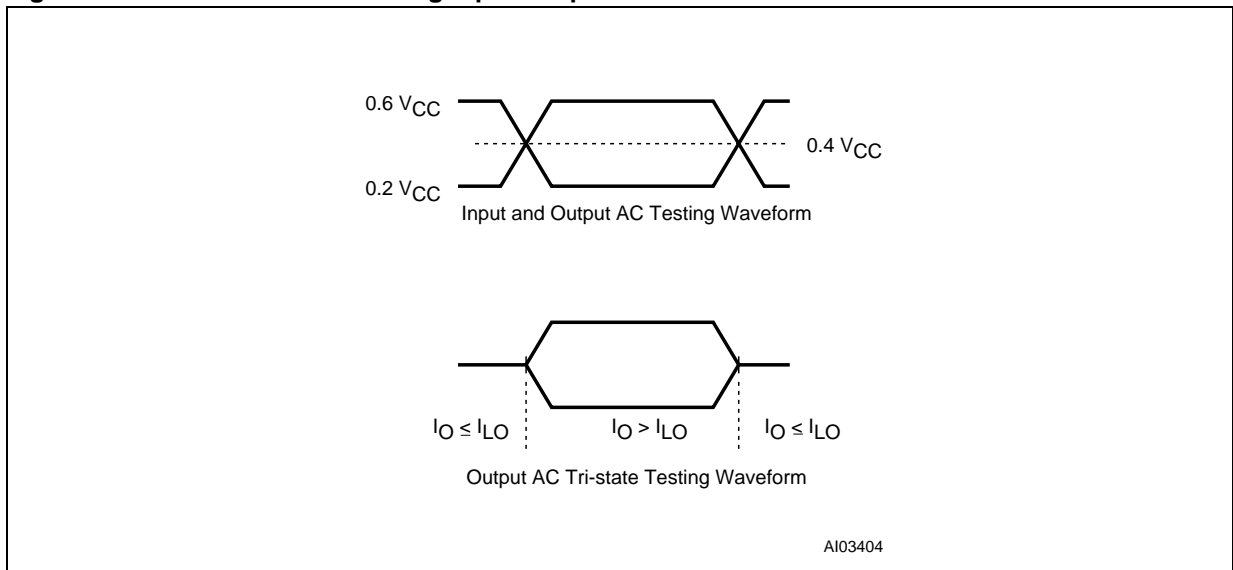 0.6 VCC
0.4 VCC
0.2 VCC
Input and Output AC Testing Waveform
IO ≤ ILO IO > ILO IO ≤ ILO
Output AC Tri-state Testing Waveform
AI03404